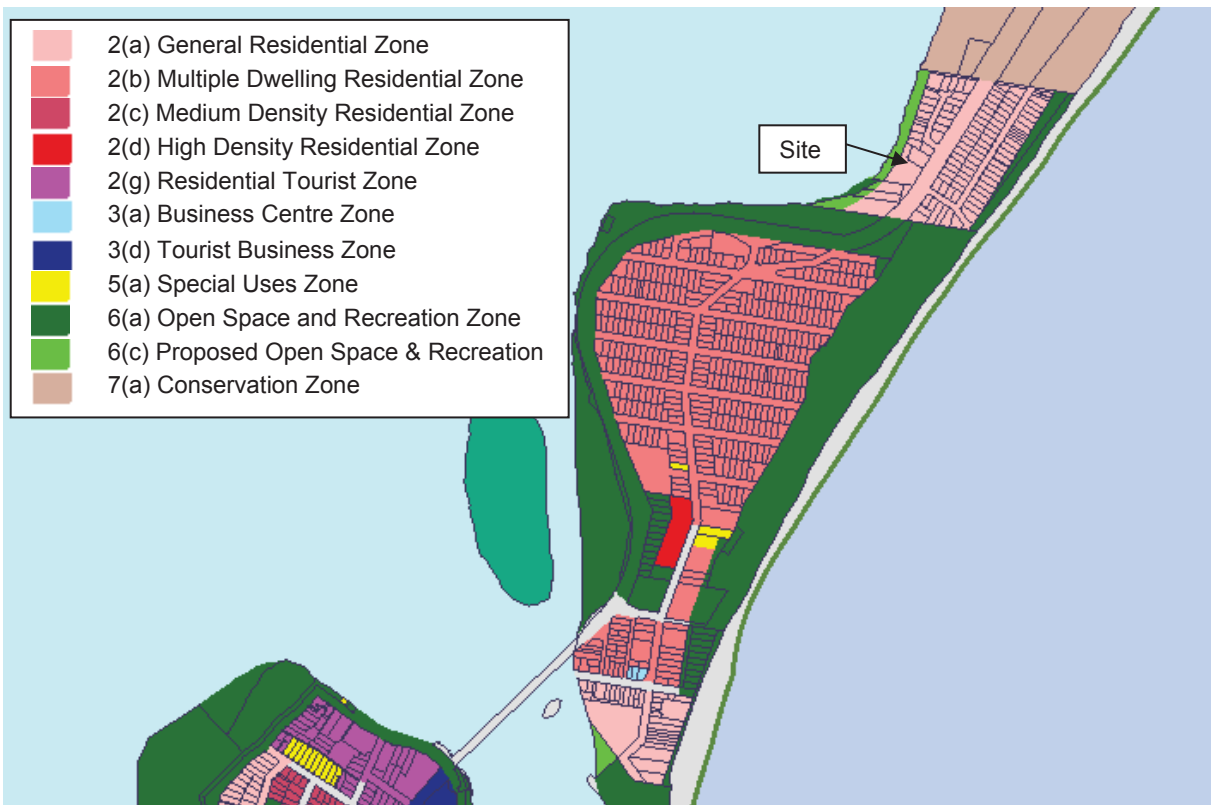 2(a) General Residential Zone
2(b) Multiple Dwelling Residential Zone
2(c) Medium Density Residential Zone
2(d) High Density Residential Zone
2(g) Residential Tourist Zone
3(a) Business Centre Zone
3(d) Tourist Business Zone
5(a) Special Uses Zone
6(a) Open Space and Recreation Zone
6(c) Proposed Open Space & Recreation
7(a) Conservation Zone
Site